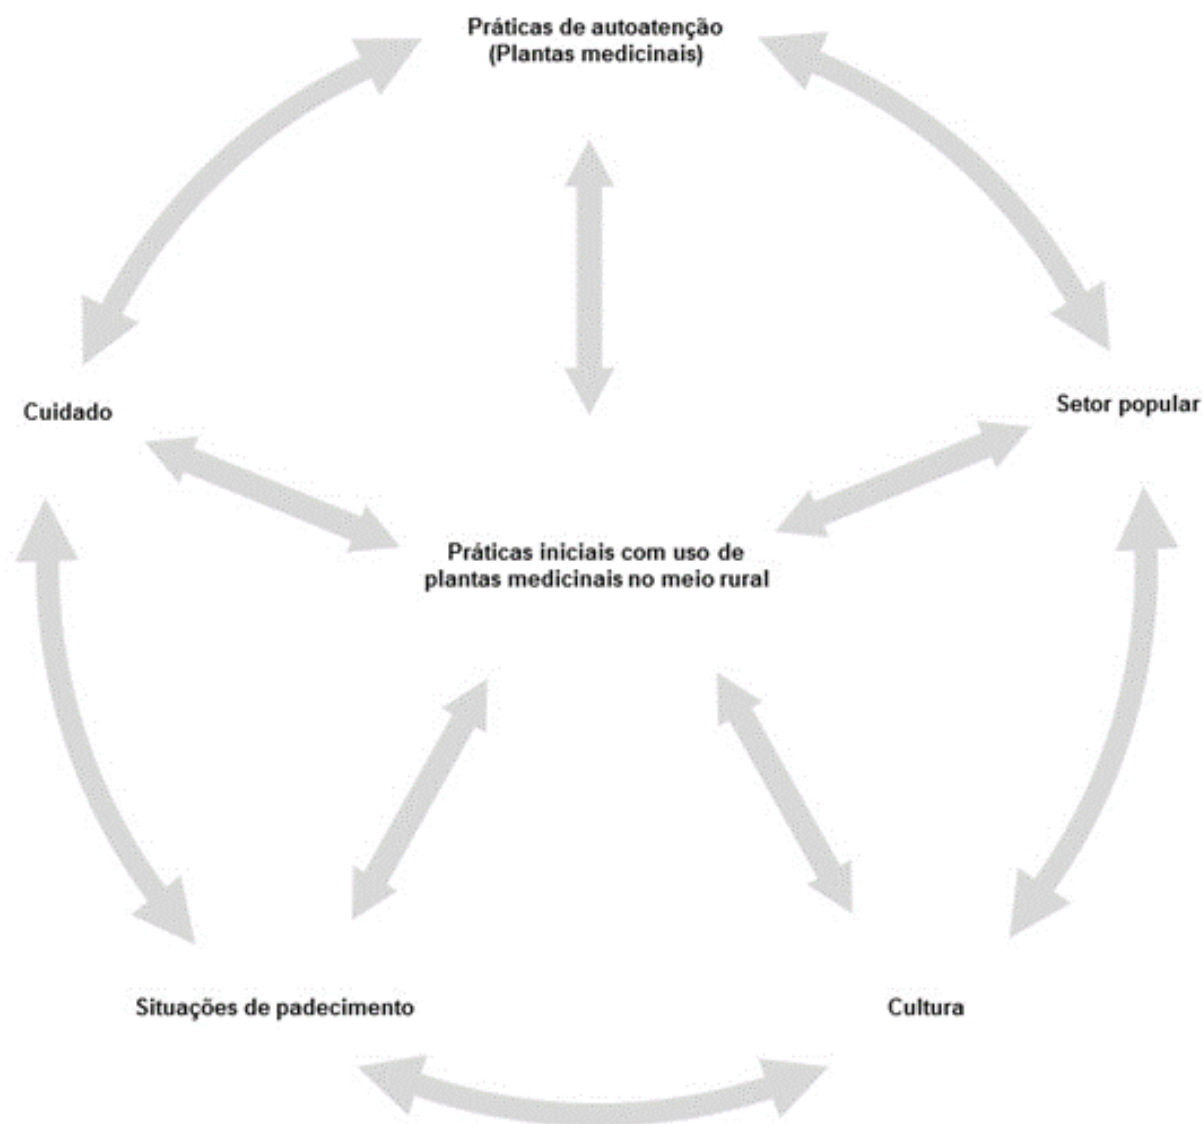 Práticas de autoatenção
(Plantas medicinais)
Cuidado
Setor popular
Práticas iniciais com uso de
plantas medicinais no meio rural
Situações de padecimento
Cultura